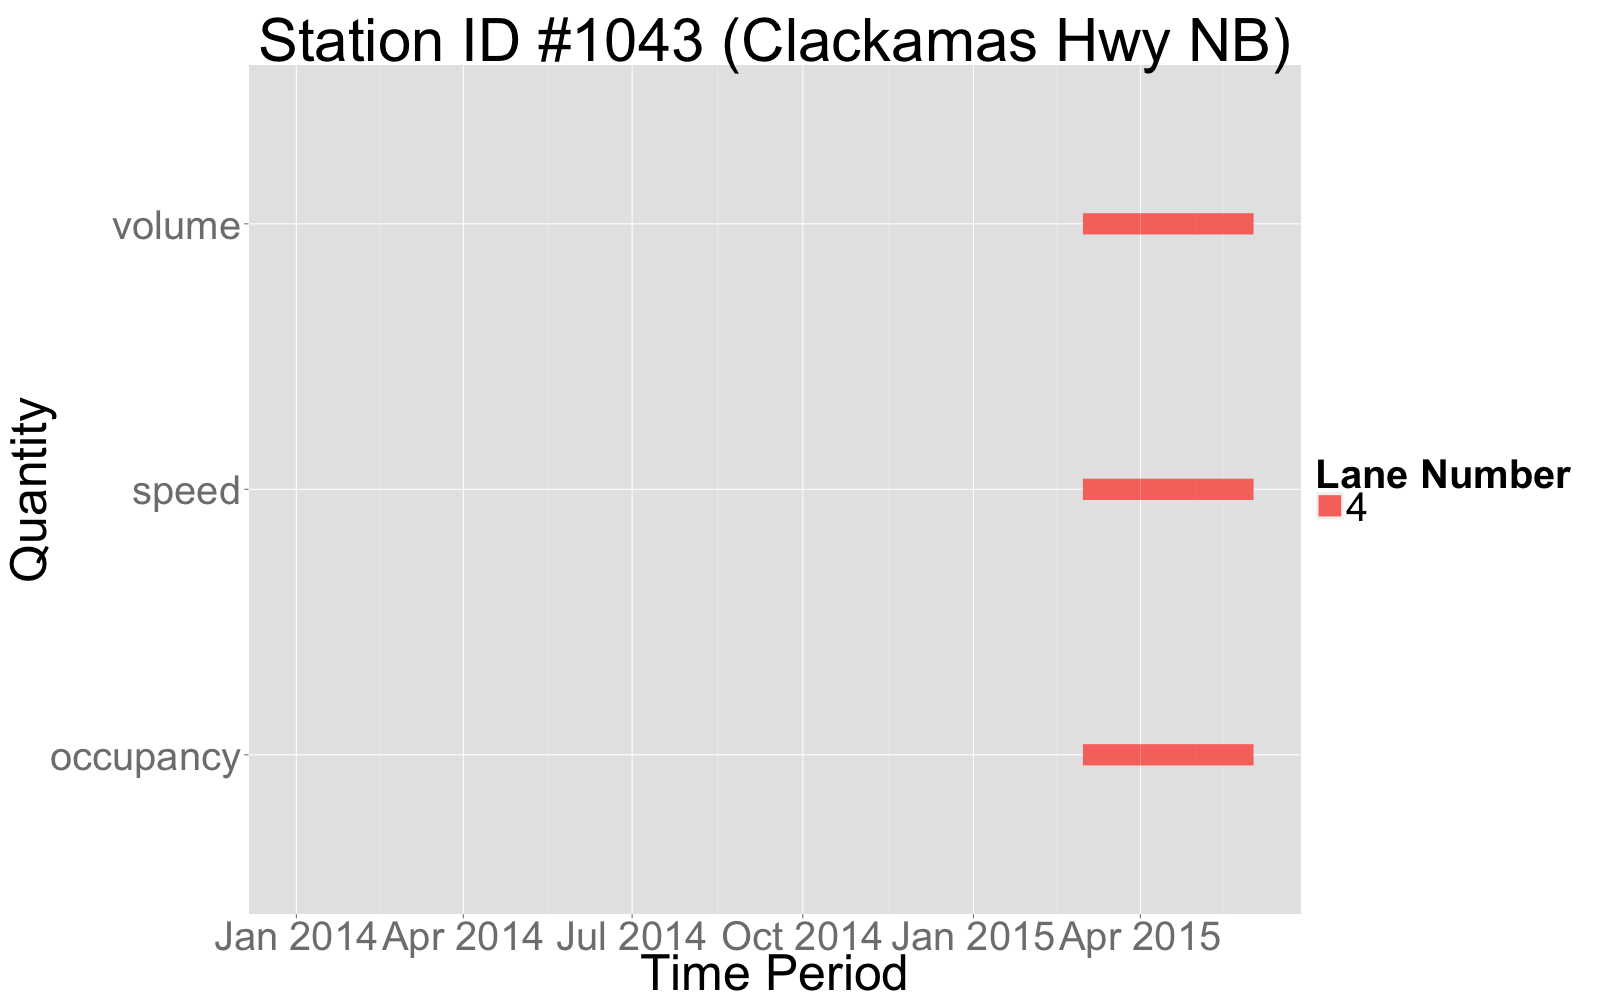 Station ID #1043 (Clackamas Hwy NB)
Quantity
volume
speed
occupancy
Jan 2014 Apr 2014 Jul 2014 Oct 2014 Jan 2015 Apr 2015
Time Period
Lane Number
4